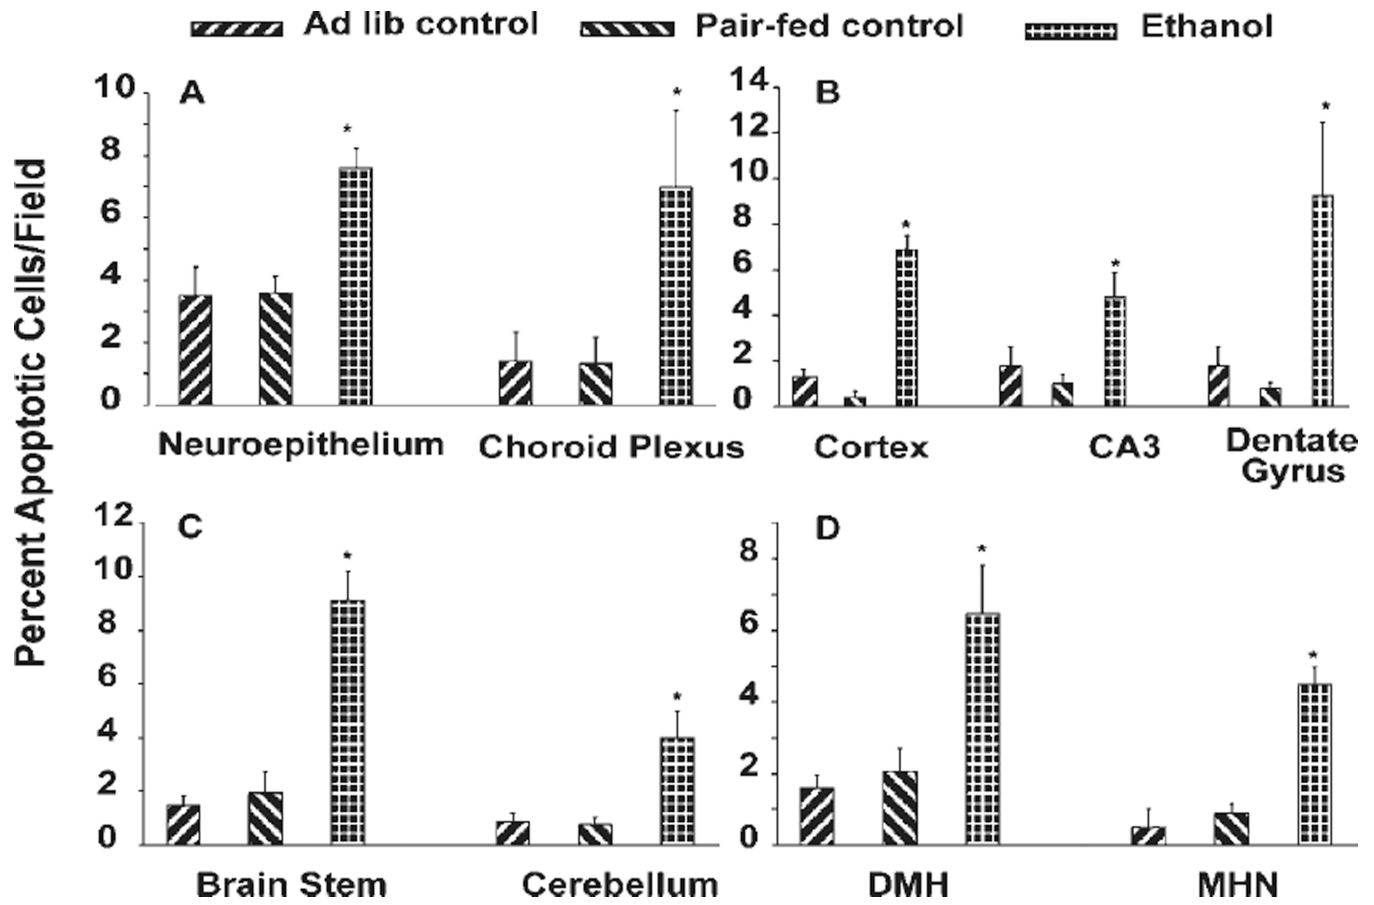 Ad lib control Pair-fed control Ethanol
Percent Apoptotic Cells/Field
A
10
8
6
4
2
0
* *
Neuroepithelium Choroid Plexus
B
14
12
10
8
6
4
2
0
* * *
Cortex CA3 Dentate
Gyrus
C
12
10
8
6
4
2
0
* *
Brain Stem Cerebellum
D
8
6
4
2
0
* *
DMH MHN